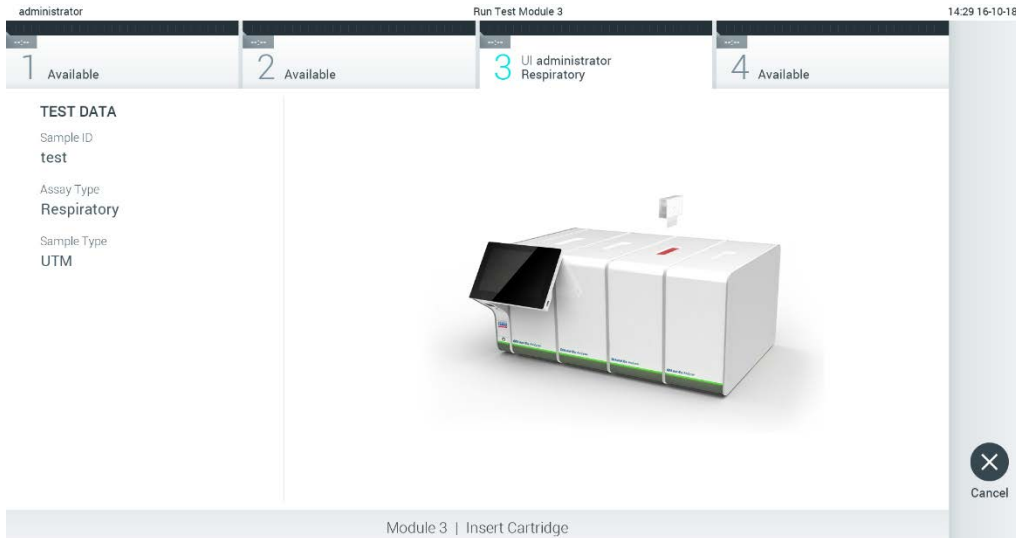 administrator
Run Test Module 3
14:29 16-10-18
--:--
--:--
--:--
--:--
1 Available
2 Available
3 UI administrator
Respiratory
4 Available
TEST DATA
Sample ID
test
Assay Type
Respiratory
Sample Type
UTM
Cancel
Module 3 | Insert Cartridge